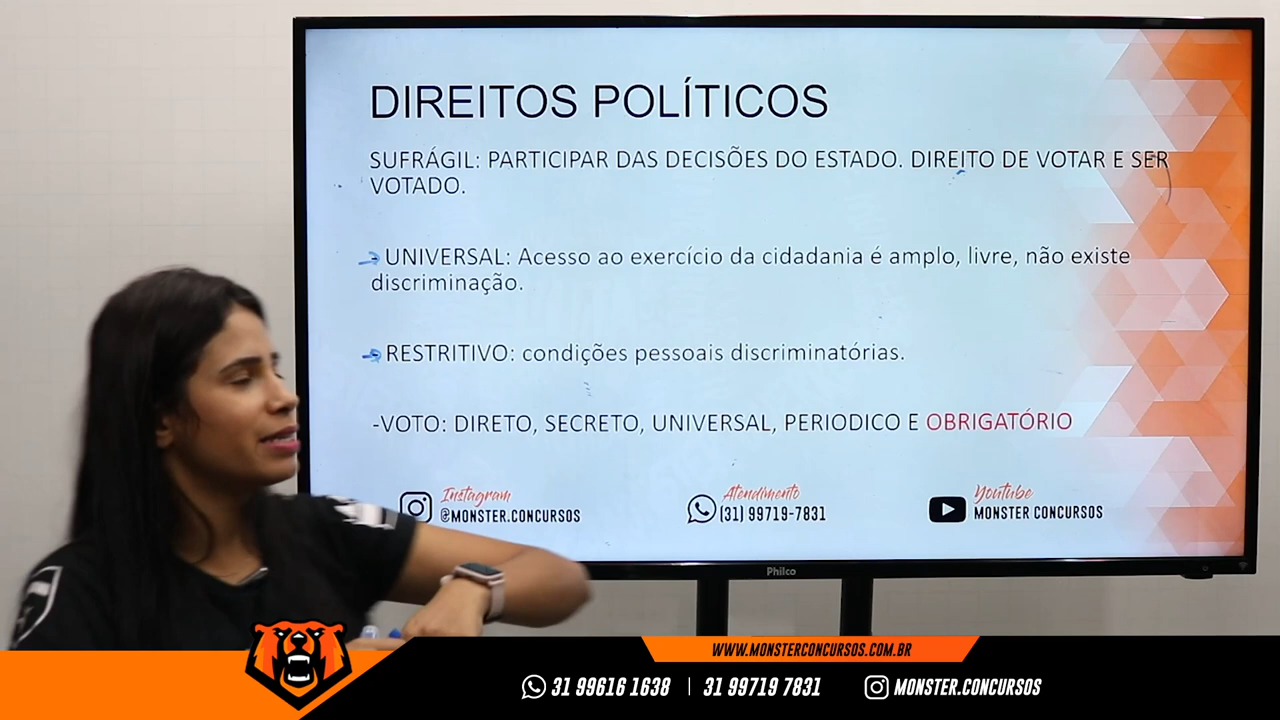 DIREITOS POLÍTICOS
SUFRÁGIL: PARTICIPAR DAS DECISÕES DO ESTADO. DIREITO DE VOTAR E SER
VOTADO.
UNIVERSAL: Acesso ao exercício da cidadania é amplo, livre, não existe
discriminação.
RESTRITIVO: condições pessoais discriminatórias.
-VOTO: DIRETO, SECRETO, UNIVERSAL, PERIODICO E OBRIGATÓRIO
Instagram
@MONSTER.CONCURSOS
Atendimento
(31) 99719-7831
Youtube
MONSTER CONCURSOS
Philco
WWW.MONSTERCONCURSOS.COM.BR
31 99616 1638 | 31 99719 7831 MONSTER.CONCURSOS